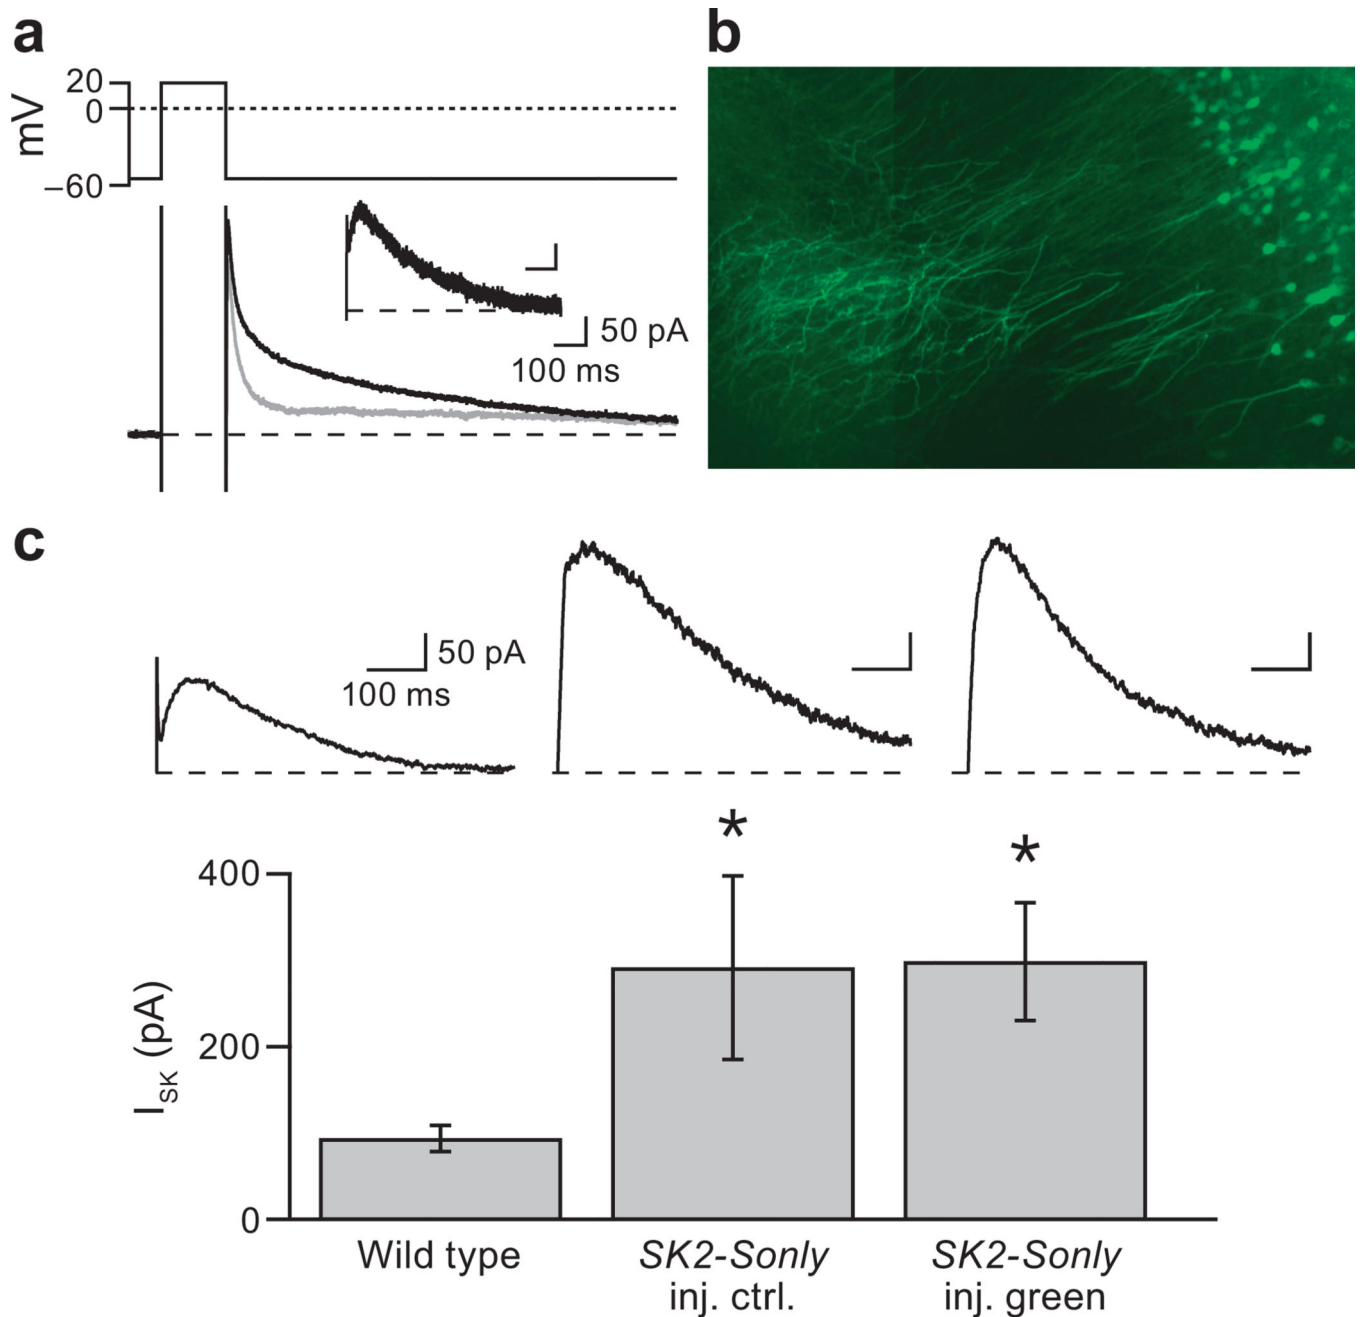 a
b
20
0
–60
mV
50 pA
100 ms
c
50 pA
100 ms
*
*
400
200
0
I_SK (pA)
Wild type
SK2-Sonly
inj. ctrl.
SK2-Sonly
inj. green